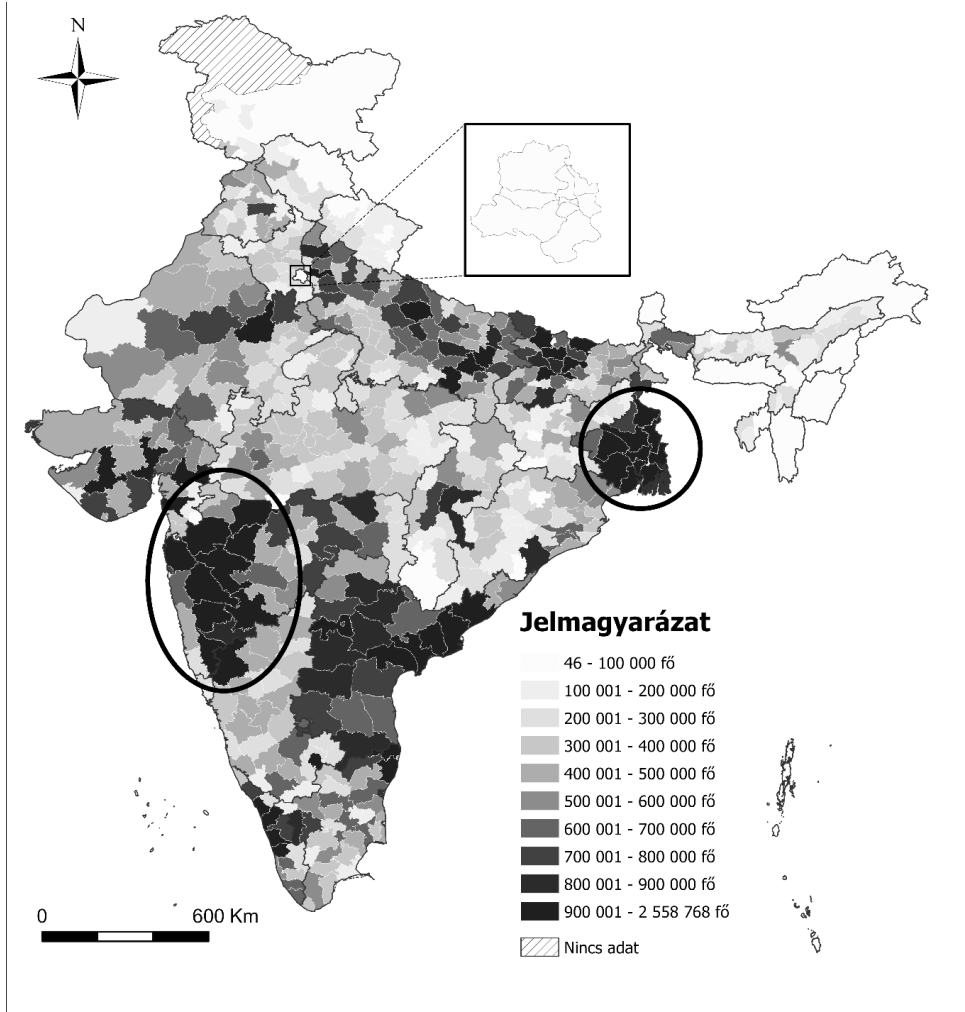 N
Jelmagyarázat
46 - 100 000 fő
100 001 - 200 000 fő
200 001 - 300 000 fő
300 001 - 400 000 fő
400 001 - 500 000 fő
500 001 - 600 000 fő
600 001 - 700 000 fő
700 001 - 800 000 fő
800 001 - 900 000 fő
900 001 - 2 558 768 fő
Nincs adat
0 600 Km